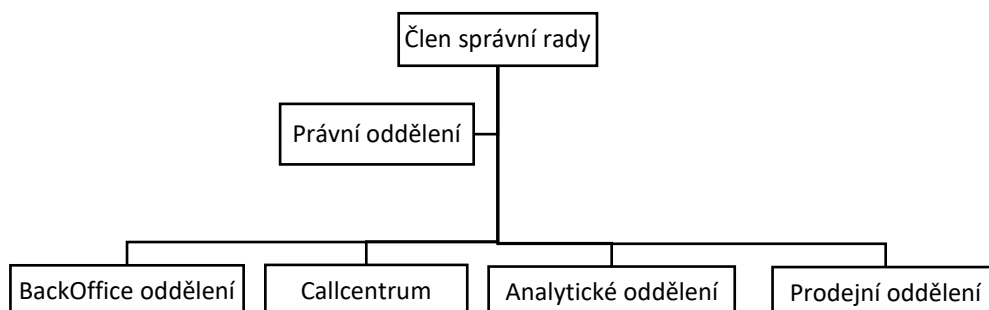 Člen správní rady
Právní oddělení
BackOffice oddělení
Callcentrum
Analytické oddělení
Prodejní oddělení